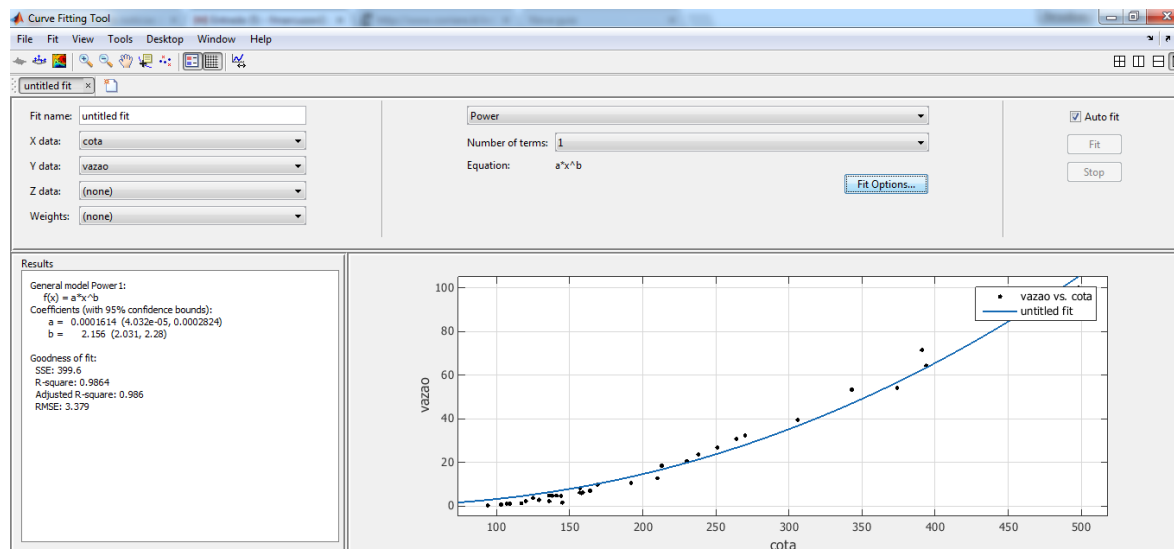 Curve Fitting Tool
File Fit View Tools Desktop Window Help
untitled fit
Fit name: untitled fit
X data: cota
Y data: vazao
Z data: (none)
Weights: (none)
Power
Number of terms: 1
Equation: a*x^b
Fit Options...
Auto fit
Fit
Stop
Results
General model Power1:
f(x) = a*x^b
Coefficients (with 95% confidence bounds):
a = 0.0001614 (4.032e-05, 0.0002824)
b = 2.156 (2.031, 2.28)
Goodness of fit:
SSE: 399.6
R-square: 0.9864
Adjusted R-square: 0.986
RMSE: 3.379
vazao vs. cota
untitled fit
100
80
60
40
20
0
vazao
100 150 200 250 300 350 400 450 500
cota